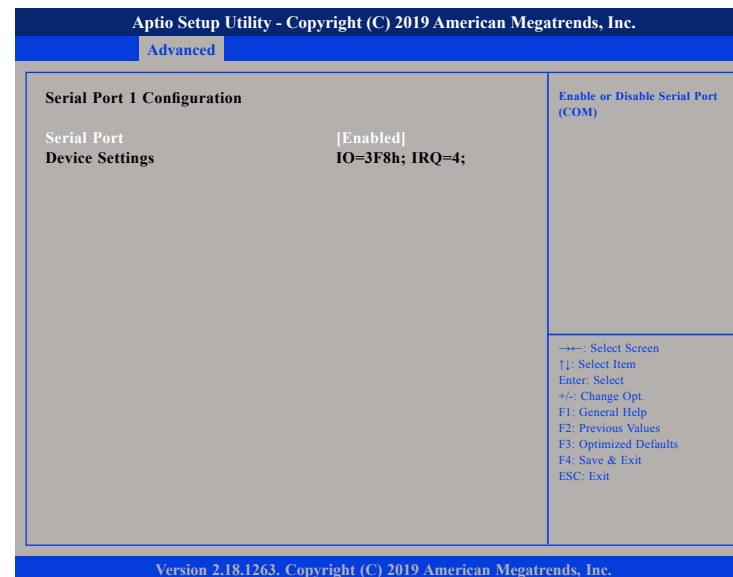 Aptio Setup Utility - Copyright (C) 2019 American Megatrends, Inc.
Advanced
Serial Port 1 Configuration
Serial Port [Enabled]
Device Settings IO=3F8h; IRQ=4;
Enable or Disable Serial Port
(COM)
→←: Select Screen
↑↓: Select Item
Enter: Select
+/-: Change Opt.
F1: General Help
F2: Previous Values
F3: Optimized Defaults
F4: Save & Exit
ESC: Exit
Version 2.18.1263. Copyright (C) 2019 American Megatrends, Inc.